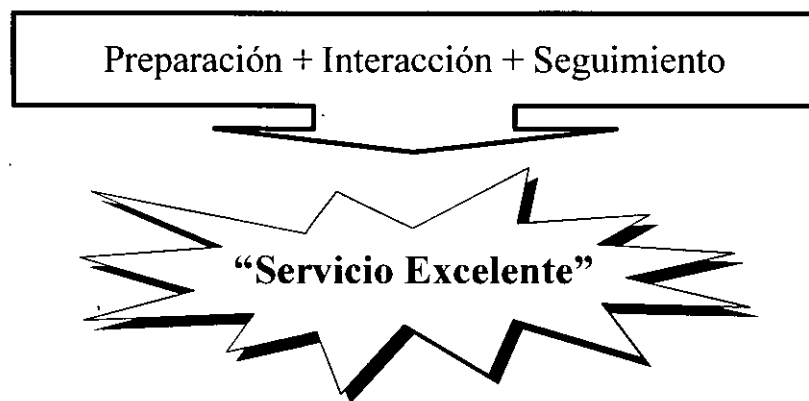 Preparación + Interacción + Seguimiento
“Servicio Excelente”